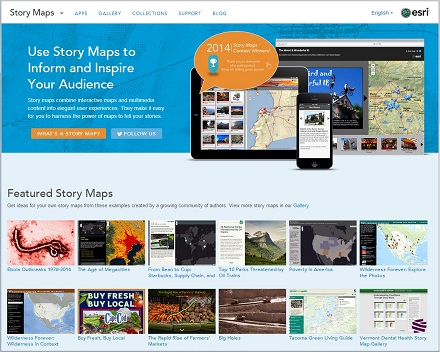 Story Maps
APPS GALLERY COLLECTIONS SUPPORT BLOG
English
esri
Use Story Maps to
Inform and Inspire
Your Audience
Story maps combine interactive maps and multimedia
content into elegant user experiences. They make it easy
for you to harness the power of maps to tell your stories.
WHAT'S A STORY MAP?
FOLLOW US
2014
Story Maps
Contest Winners!
Featured Story Maps
Get ideas for your own story maps from these examples created by a growing community of authors. View more story maps in our Gallery.
Ebola Outbreaks 1976-2014
The Age of Megacities
From Bean to Cup
Starbucks, Supply Chain, and
Top 10 Parks Threatened by
Oil Trains
Poverty in America
Wilderness Forever: Explore
the Photos
Wilderness Forever:
Wilderness in Context
BUY FRESH
BUY LOCAL
Cape Cod
Buy Fresh, Buy Local
The Rapid Rise of Farmers'
Markets
Big Holes
Tacoma Green Living Guide
Vermont Dental Health Story
Map Gallery